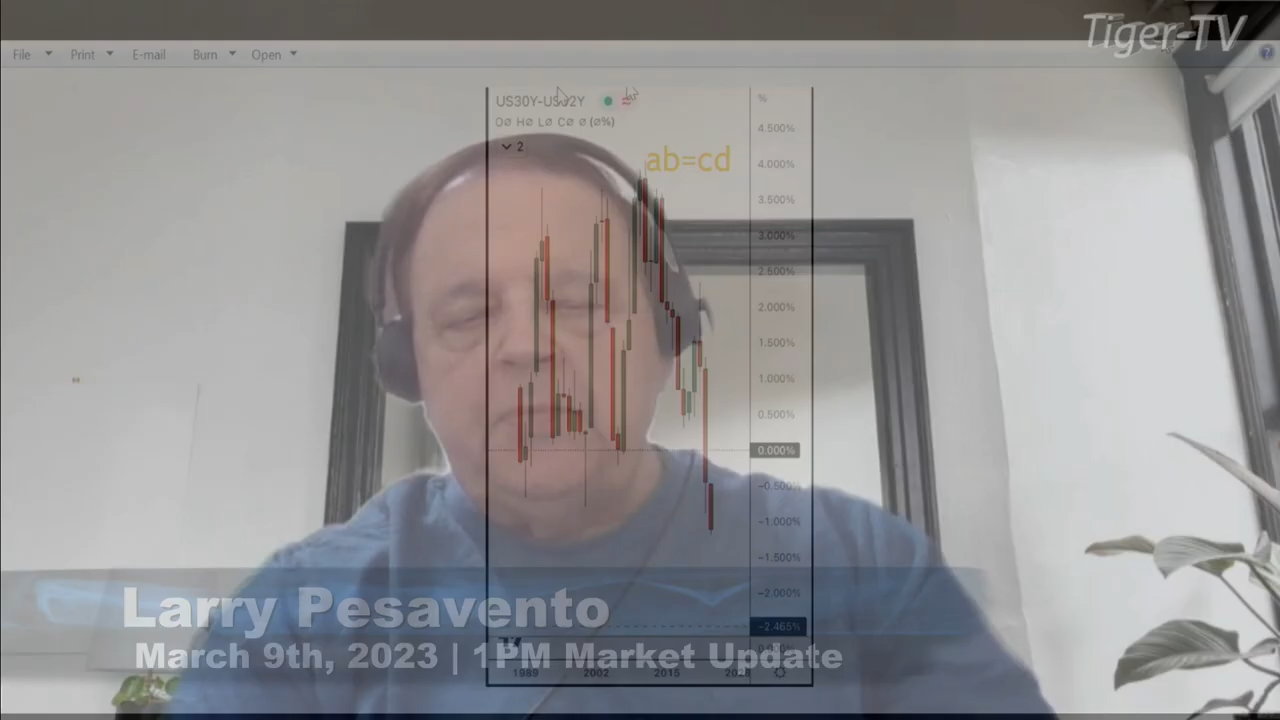 Tiger-TV
File Print E-mail Burn Open
US30Y-US02Y
O∅ H∅ L∅ C∅ ∅ (∅%)
2
ab=cd
%
4.500%
4.000%
3.500%
3.000%
2.500%
2.000%
1.500%
1.000%
0.500%
0.000%
−0.500%
−1.000%
−1.500%
−2.000%
−2.465%
1989 2002 2015
Larry Pesavento
March 9th, 2023 | 1PM Market Update